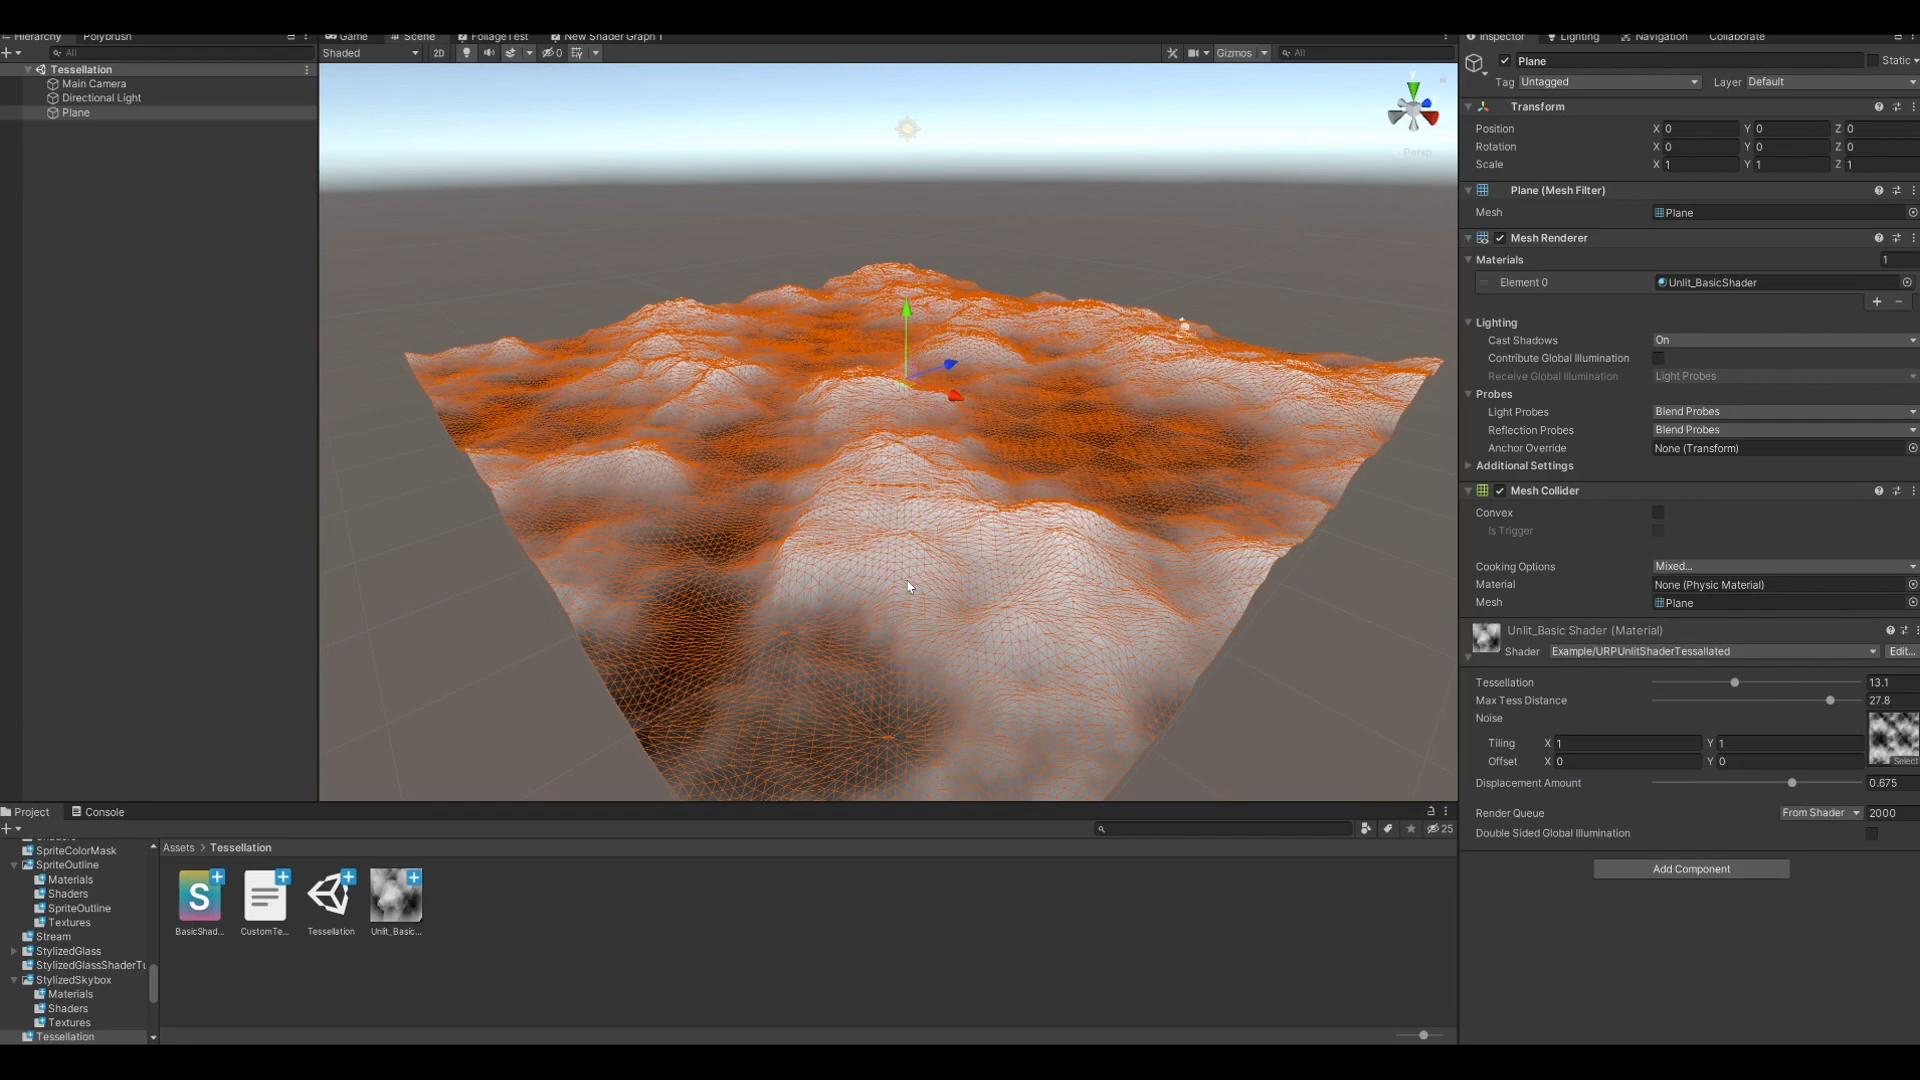 Hierarchy
Polybrush
All
Tessellation
Main Camera
Directional Light
Plane
Game
Scene
FoliageTest
New Shader Graph 1
Shaded
2D
0
Gizmos
All
Persp
Inspector
Lighting
Navigation
Collaborate
Plane
Static
Tag Untagged
Layer Default
Transform
Position X 0 Y 0 Z 0
Rotation X 0 Y 0 Z 0
Scale X 1 Y 1 Z 1
Plane (Mesh Filter)
Mesh Plane
Mesh Renderer
Materials 1
Element 0 Unlit_BasicShader
Lighting
Cast Shadows On
Contribute Global Illumination
Receive Global Illumination Light Probes
Probes
Light Probes Blend Probes
Reflection Probes Blend Probes
Anchor Override None (Transform)
Additional Settings
Mesh Collider
Convex
Is Trigger
Cooking Options Mixed...
Material None (Physic Material)
Mesh Plane
Unlit_Basic Shader (Material)
Shader Example/URPUnlitShaderTessallated Edit...
Tessellation 13.1
Max Tess Distance 27.8
Noise
Tiling X 1 Y 1
Offset X 0 Y 0
Select
Displacement Amount 0.675
Render Queue From Shader 2000
Double Sided Global Illumination
Add Component
Project
Console
25
SpriteColorMask
SpriteOutline
Materials
Shaders
SpriteOutline
Textures
Stream
StylizedGlass
StylizedGlassShaderTu
StylizedSkybox
Materials
Shaders
Textures
Tessellation
Assets > Tessellation
BasicShad...
CustomTe...
Tessellation
Unlit_Basic...